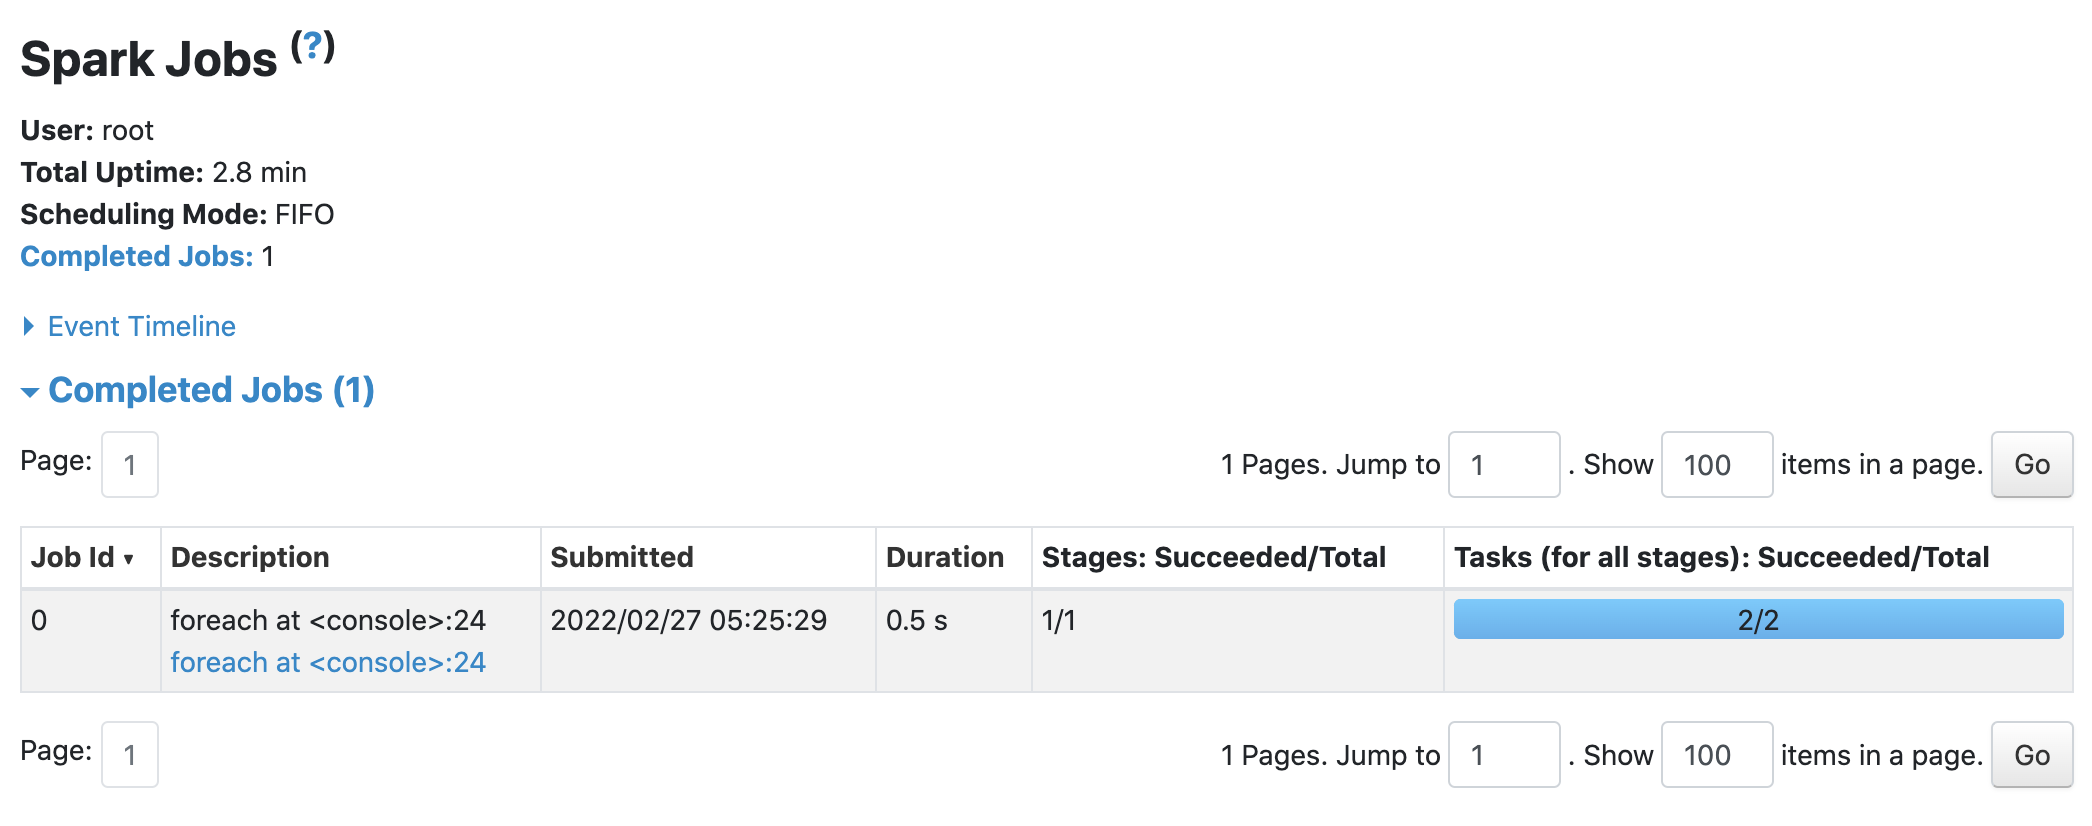 Spark Jobs (?)
User: root
Total Uptime: 2.8 min
Scheduling Mode: FIFO
Completed Jobs: 1
Event Timeline
Completed Jobs (1)
Page: 1 1 Pages. Jump to 1 . Show 100 items in a page. Go
Job Id ▾ Description Submitted Duration Stages: Succeeded/Total Tasks (for all stages): Succeeded/Total
0 foreach at <console>:24 2022/02/27 05:25:29 0.5 s 1/1 2/2
foreach at <console>:24
Page: 1 1 Pages. Jump to 1 . Show 100 items in a page. Go